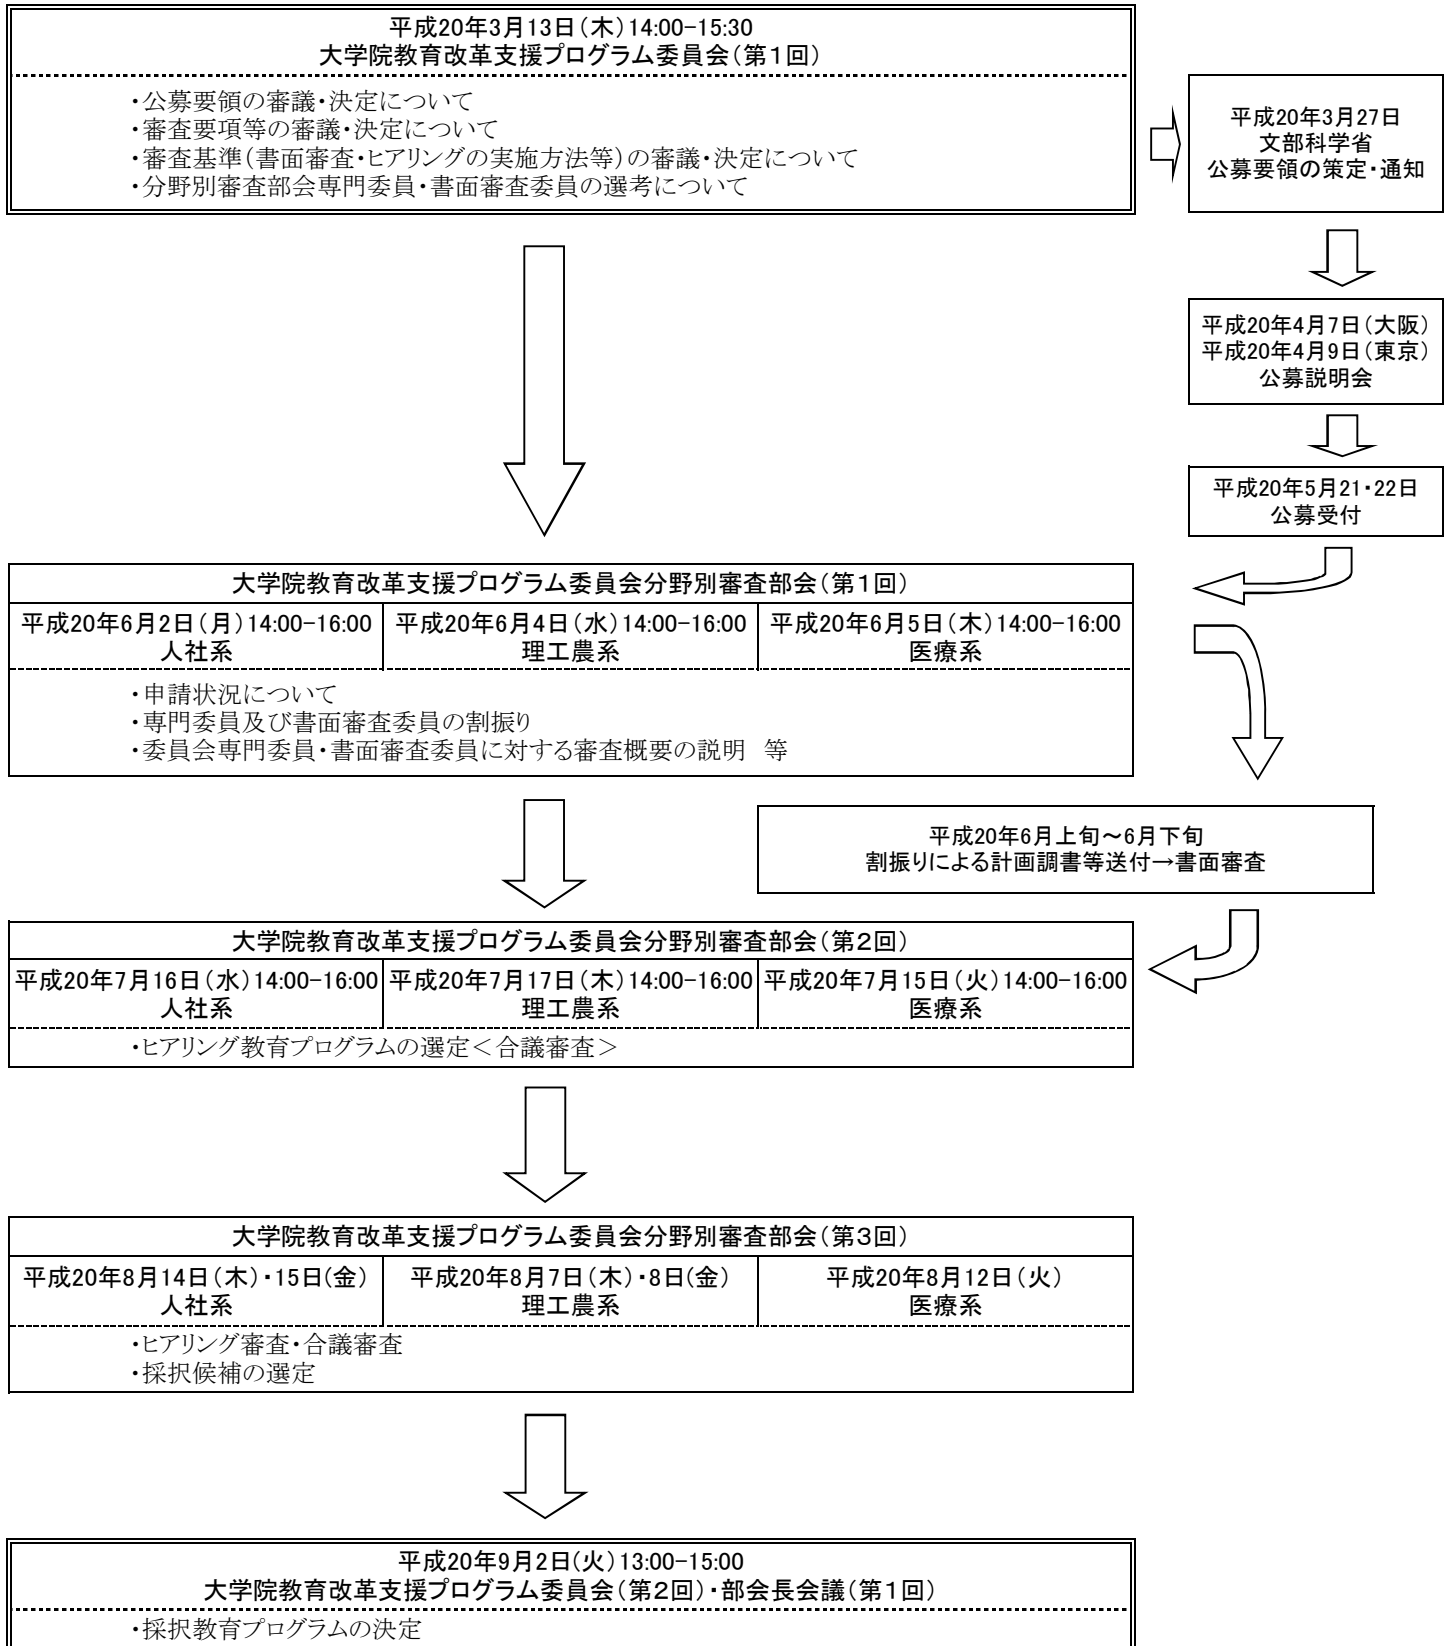 平成20年3月13日(木)14:00-15:30
大学院教育改革支援プログラム委員会(第1回)
・公募要領の審議・決定について
・審査要項等の審議・決定について
・審査基準(書面審査・ヒアリングの実施方法等)の審議・決定について
・分野別審査部会専門委員・書面審査委員の選考について
平成20年3月27日
文部科学省
公募要領の策定・通知
平成20年4月7日(大阪)
平成20年4月9日(東京)
公募説明会
平成20年5月21・22日
公募受付
大学院教育改革支援プログラム委員会分野別審査部会(第1回)
平成20年6月2日(月)14:00-16:00
人社系
平成20年6月4日(水)14:00-16:00
理工農系
平成20年6月5日(木)14:00-16:00
医療系
・申請状況について
・専門委員及び書面審査委員の割振り
・委員会専門委員・書面審査委員に対する審査概要の説明 等
平成20年6月上旬~6月下旬
割振りによる計画調書等送付→書面審査
大学院教育改革支援プログラム委員会分野別審査部会(第2回)
平成20年7月16日(水)14:00-16:00
人社系
平成20年7月17日(木)14:00-16:00
理工農系
平成20年7月15日(火)14:00-16:00
医療系
・ヒアリング教育プログラムの選定<合議審査>
大学院教育改革支援プログラム委員会分野別審査部会(第3回)
平成20年8月14日(木)・15日(金)
人社系
平成20年8月7日(木)・8日(金)
理工農系
平成20年8月12日(火)
医療系
・ヒアリング審査・合議審査
・採択候補の選定
平成20年9月2日(火)13:00-15:00
大学院教育改革支援プログラム委員会(第2回)・部会長会議(第1回)
・採択教育プログラムの決定